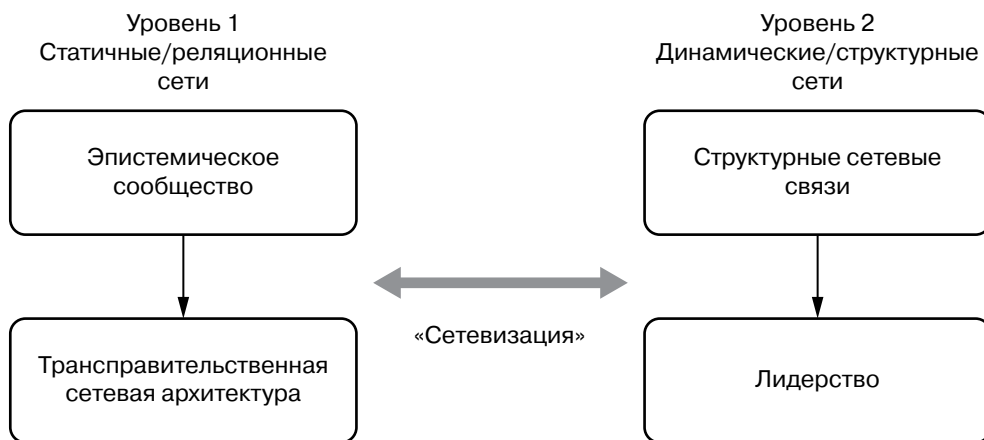 Уровень 1
Статичные/реляционные
сети
Уровень 2
Динамические/структурные
сети
Эпистемическое
сообщество
Структурные сетевые
связи
«Сетевизация»
Трансправительственная
сетевая архитектура
Лидерство